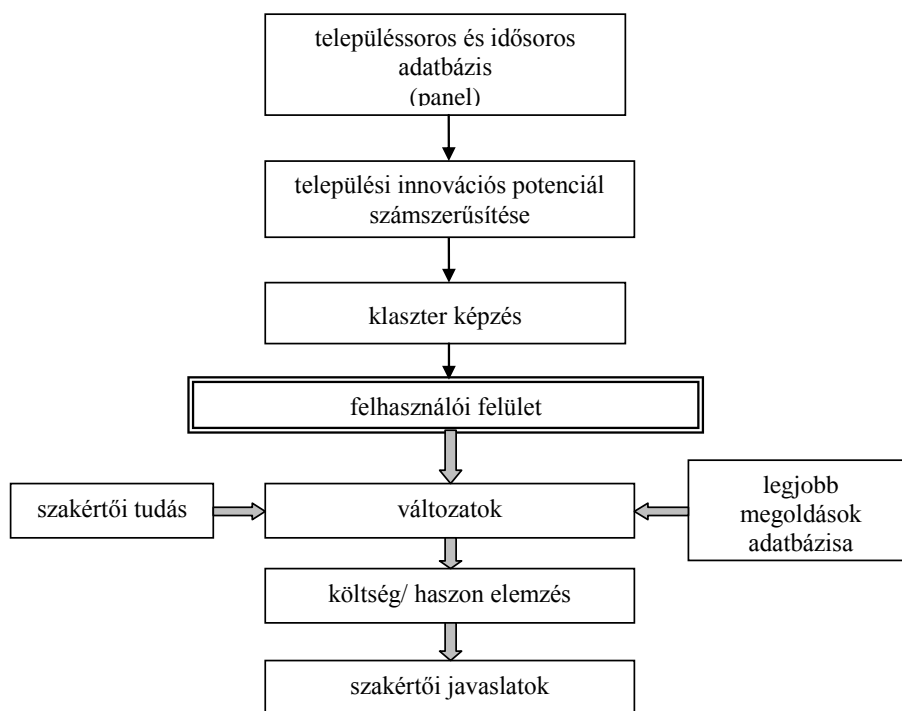 településsoros és idősoros
adatbázis
(panel)
települési innovációs potenciál
számszerűsítése
klaszter képzés
felhasználói felület
szakértői tudás
változatok
legjobb
megoldások
adatbázisa
költség/ haszon elemzés
szakértői javaslatok